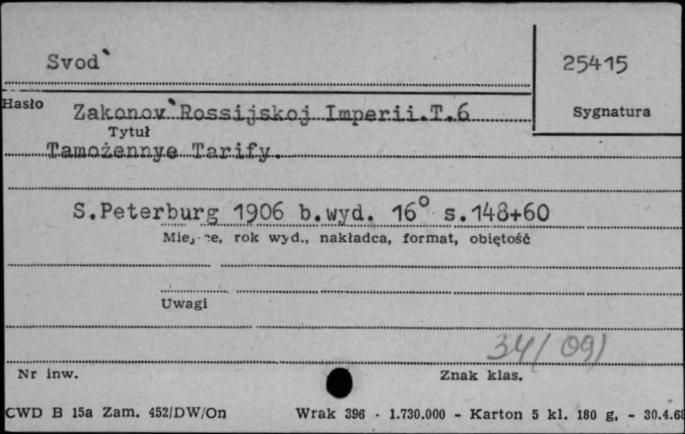 Svod`
25415
Hasło
Zakonov`Rossijskoj Imperii.T.6
Sygnatura
Tytuł
Tamożennye Tarify.
S.Peterburg 1906 b.wyd. 16° s.148+60
Miejsce, rok wyd., nakładca, format, objętość
Uwagi
34/09/
Nr inw.
Znak klas.
CWD B 15a Zam. 452/DW/On Wrak 396 - 1.730.000 - Karton 5 kl. 180 g, - 30.4.68